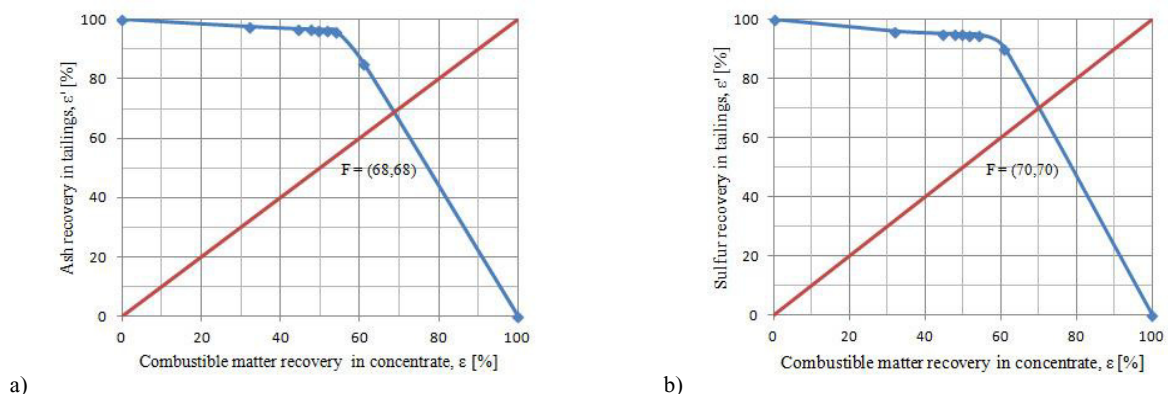 100
80
60
40
20
0
Ash recovery in tailings, ε' [%]
F = (68,68)
0 20 40 60 80 100
Combustible matter recovery in concentrate, ε [%]
a)
100
80
60
40
20
0
Sulfur recovery in tailings, ε' [%]
F = (70,70)
0 20 40 60 80 100
Combustible matter recovery in concentrate, ε [%]
b)